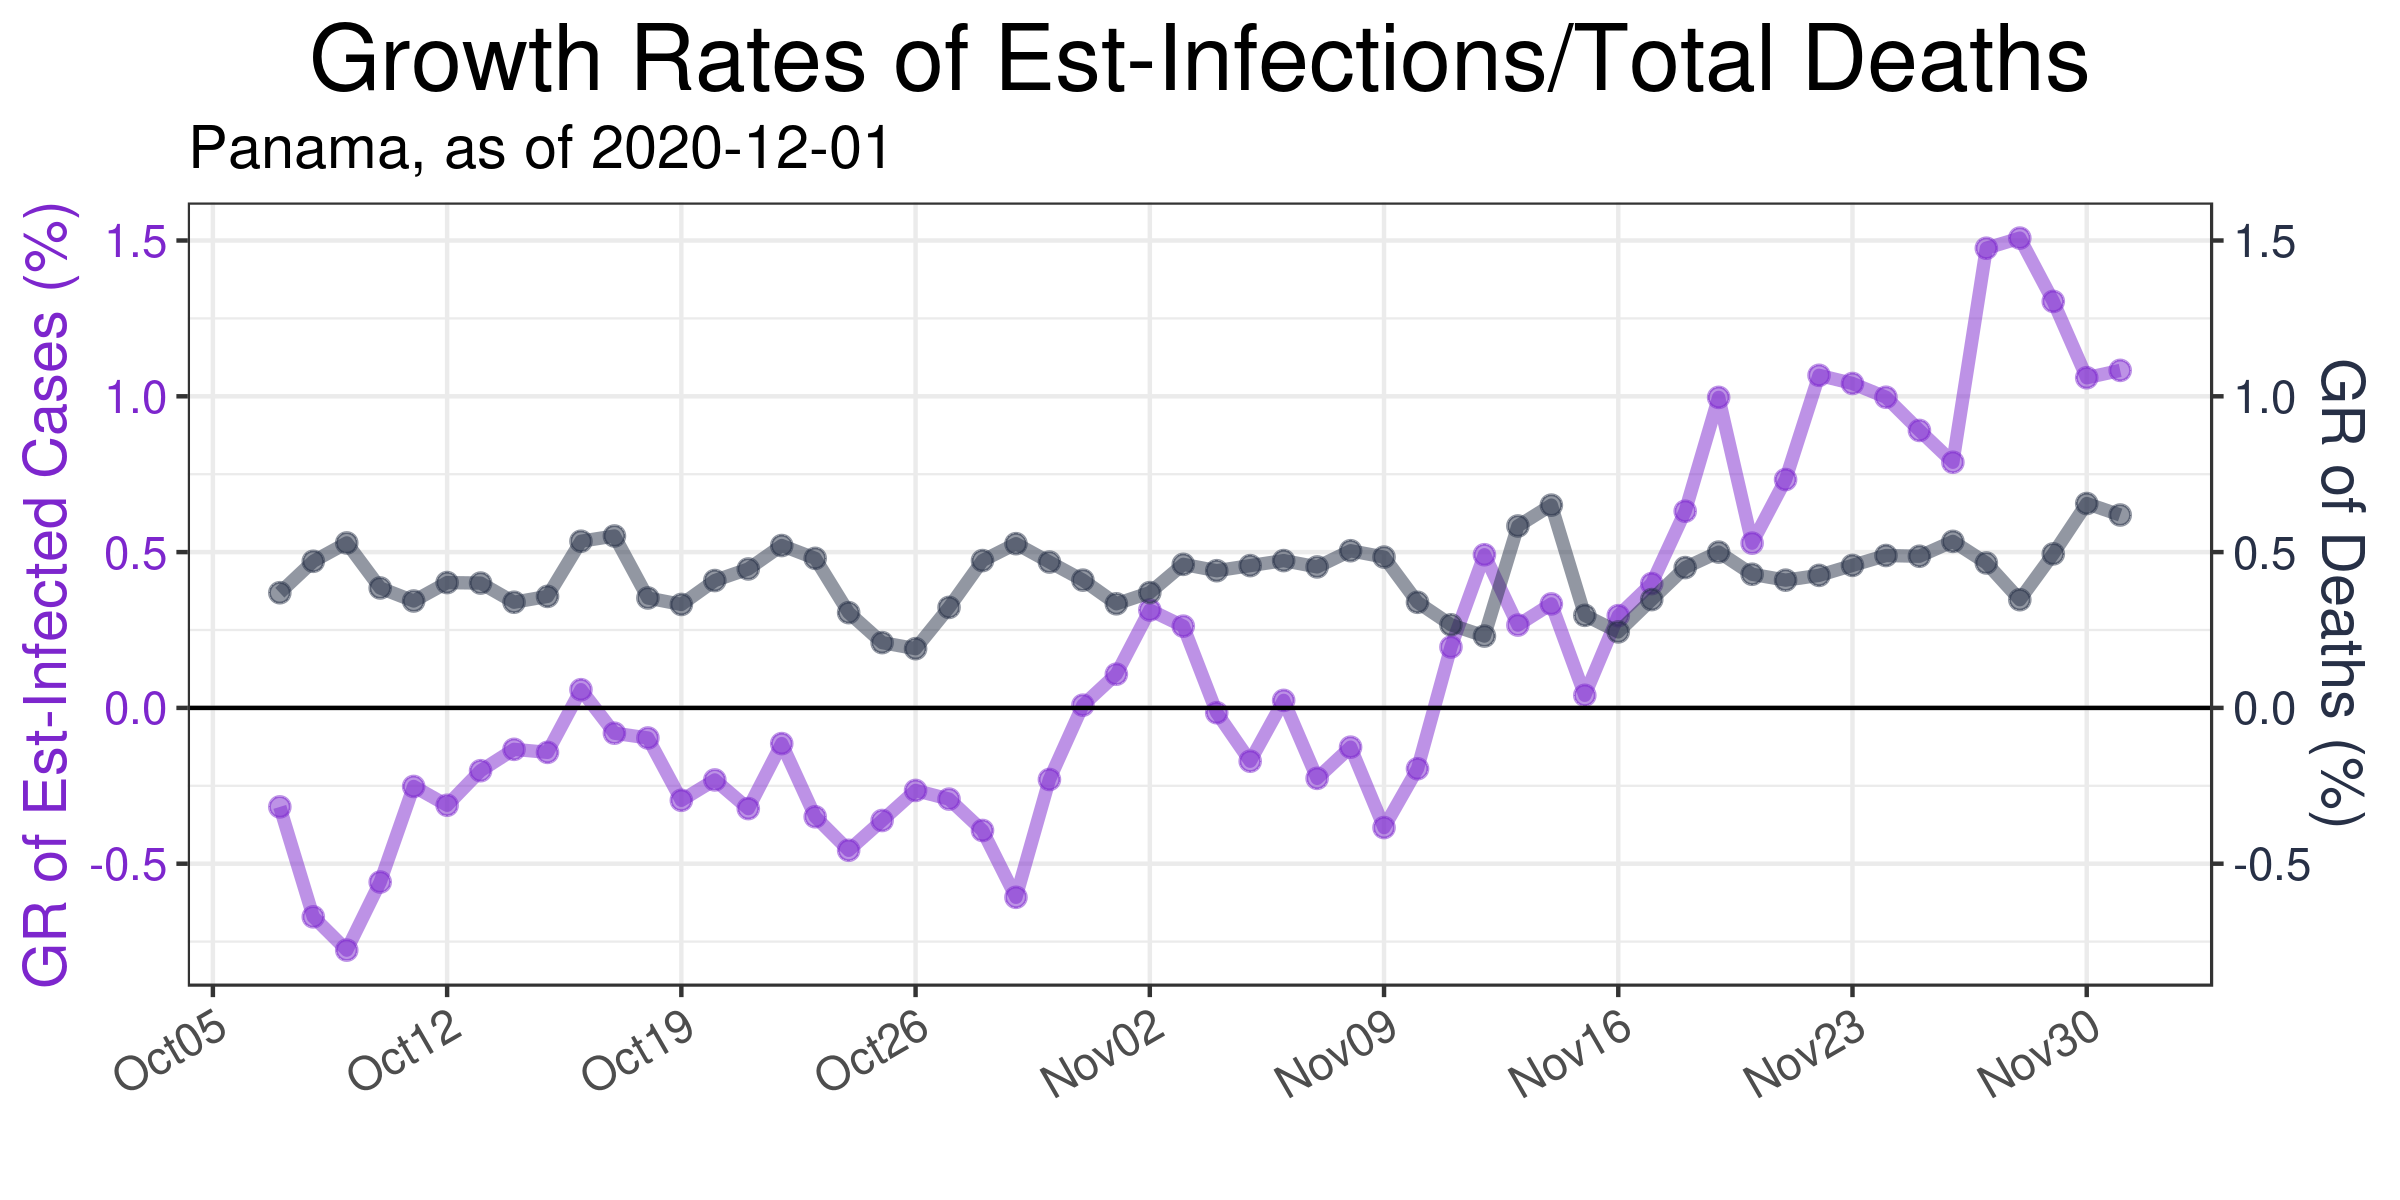 Growth Rates of Est-Infections/Total Deaths
Panama, as of 2020-12-01
GR of Est-Infected Cases (%)
1.5
1.0
0.5
0.0
-0.5
1.5
1.0
0.5
0.0
-0.5
GR of Deaths (%)
Oct05
Oct12
Oct19
Oct26
Nov02
Nov09
Nov16
Nov23
Nov30